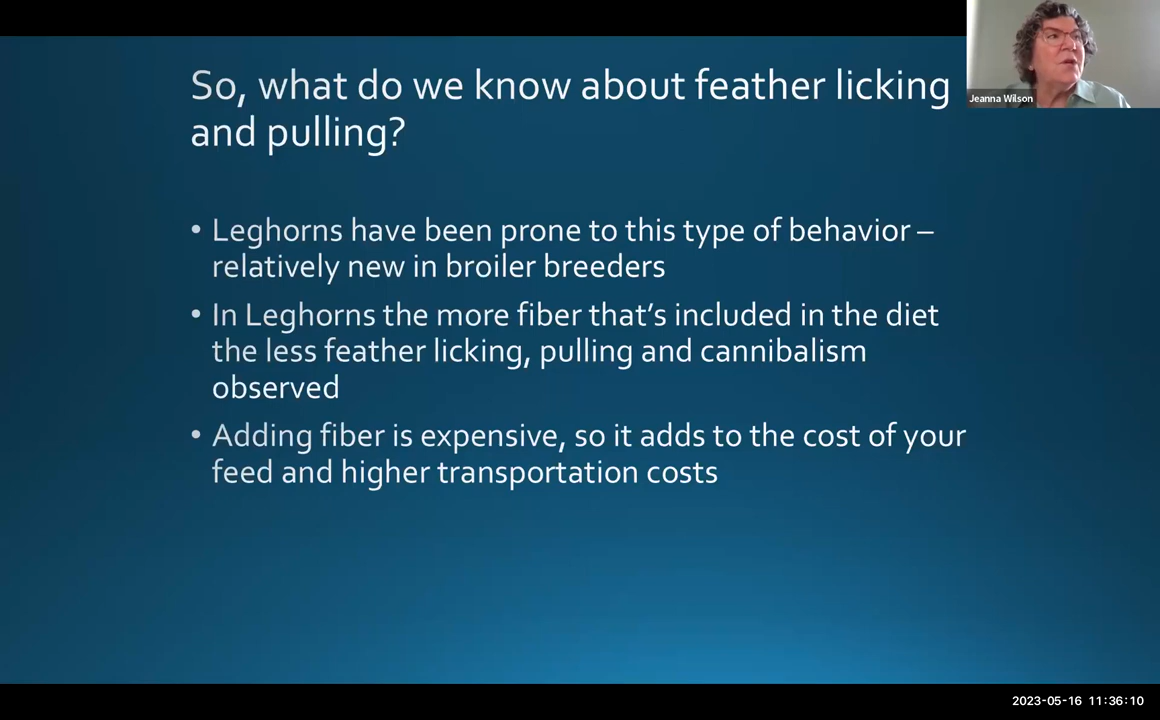 So, what do we know about feather licking
and pulling?
• Leghorns have been prone to this type of behavior –
relatively new in broiler breeders
• In Leghorns the more fiber that's included in the diet
the less feather licking, pulling and cannibalism
observed
• Adding fiber is expensive, so it adds to the cost of your
feed and higher transportation costs
Jeanna Wilson
2023-05-16 11:36:10